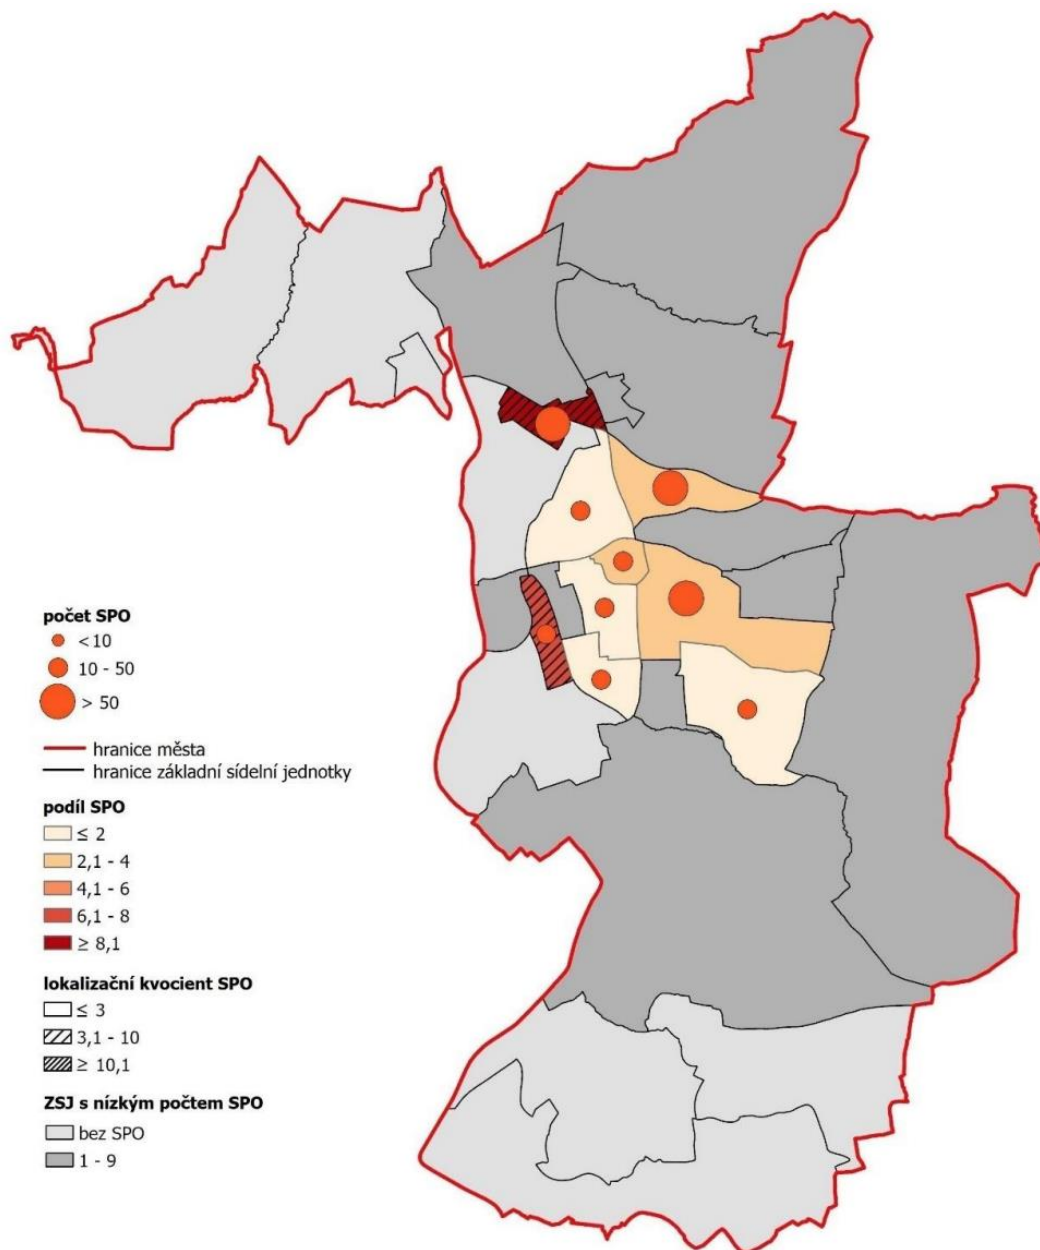 počet SPO
<10
10 - 50
> 50
hranice města
hranice základní sídelní jednotky
podíl SPO
≤ 2
2,1 - 4
4,1 - 6
6,1 - 8
≥ 8,1
lokalizační kvocient SPO
≤ 3
3,1 - 10
≥ 10,1
ZSJ s nízkým počtem SPO
bez SPO
1 - 9